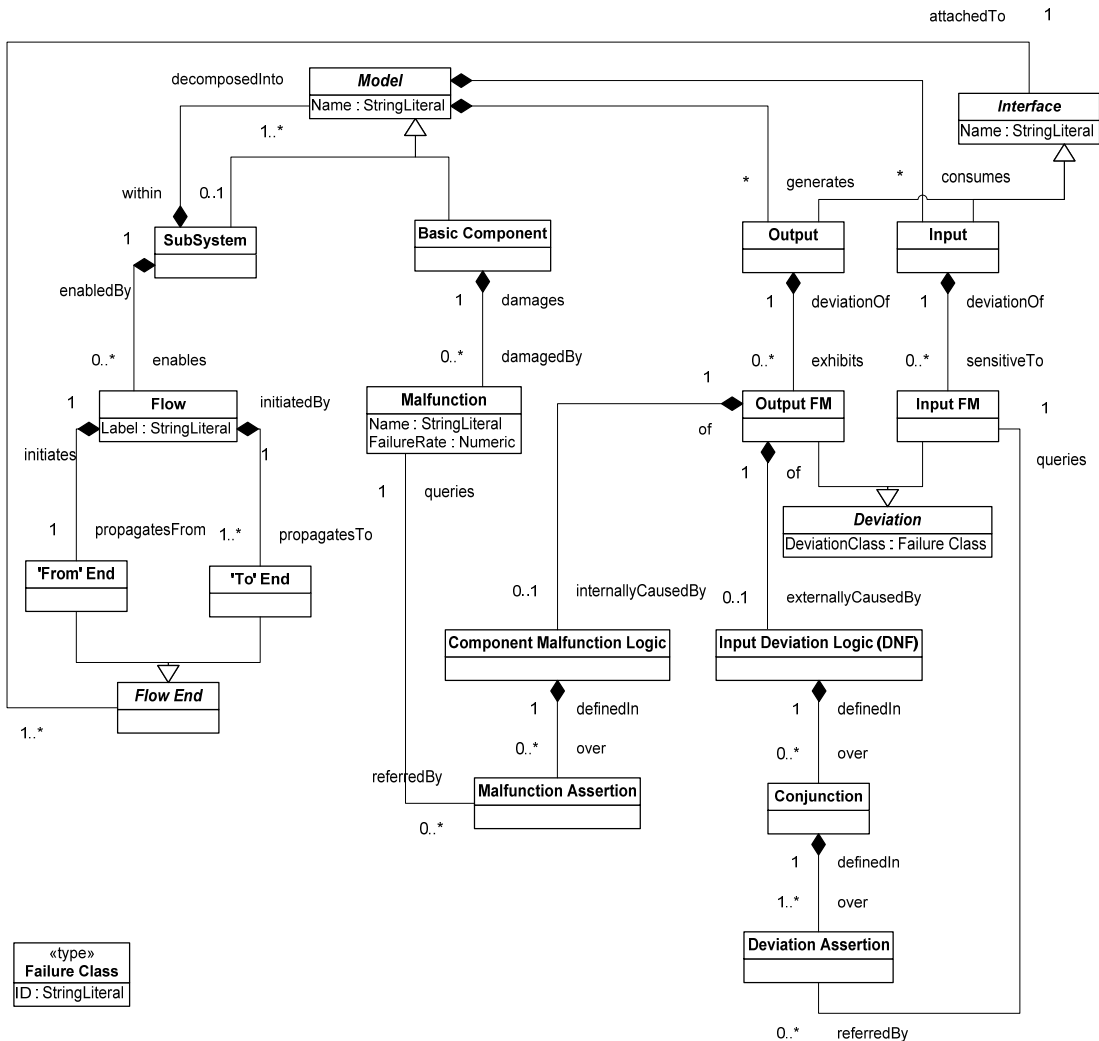 attachedTo 1
decomposedInto
Model
Name : StringLiteral
Interface
Name : StringLiteral
1..*
within 0..1
* generates * consumes
1 SubSystem
Basic Component
Output
Input
enabledBy
1 damages
1 deviationOf 1 deviationOf
0..* enables
0..* damagedBy
0..* exhibits 0..* sensitiveTo
1 Flow initiatedBy
Label : StringLiteral
Malfunction
Name : StringLiteral
FailureRate : Numeric
1
Output FM
Input FM
1
initiates 1
of
queries
1 queries
1 of
Deviation
DeviationClass : Failure Class
1 propagatesFrom 1..* propagatesTo
'From' End
'To' End
0..1 internallyCausedBy 0..1 externallyCausedBy
Component Malfunction Logic
Input Deviation Logic (DNF)
Flow End
1..*
1 definedIn 1 definedIn
0..* over 0..* over
referredBy
Malfunction Assertion
Conjunction
0..*
1 definedIn
1..* over
Deviation Assertion
«type»
Failure Class
ID : StringLiteral
0..* referredBy